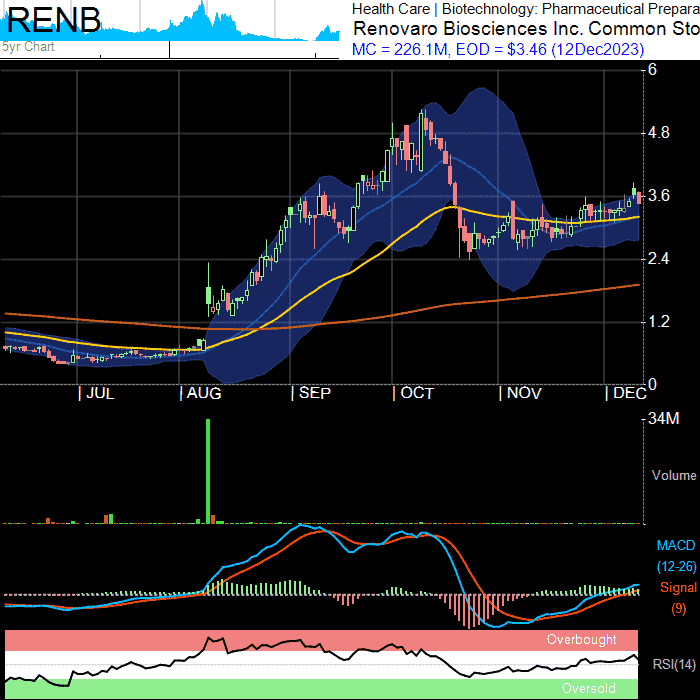 RENB
5yr Chart
Health Care | Biotechnology: Pharmaceutical Prepara
Renovaro Biosciences Inc. Common Sto
MC = 226.1M, EOD = $3.46 (12Dec2023)
6
4.8
3.6
2.4
1.2
0
JUL
AUG
SEP
OCT
NOV
DEC
34M
Volume
MACD
(12-26)
Signal
(9)
Overbought
RSI(14)
Oversold